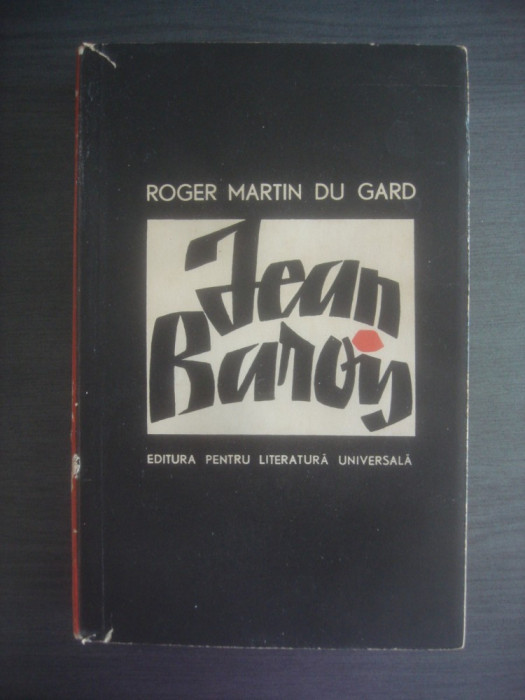 ROGER MARTIN DU GARD
Jean
Barois
EDITURA PENTRU LITERATURĂ UNIVERSALĂ